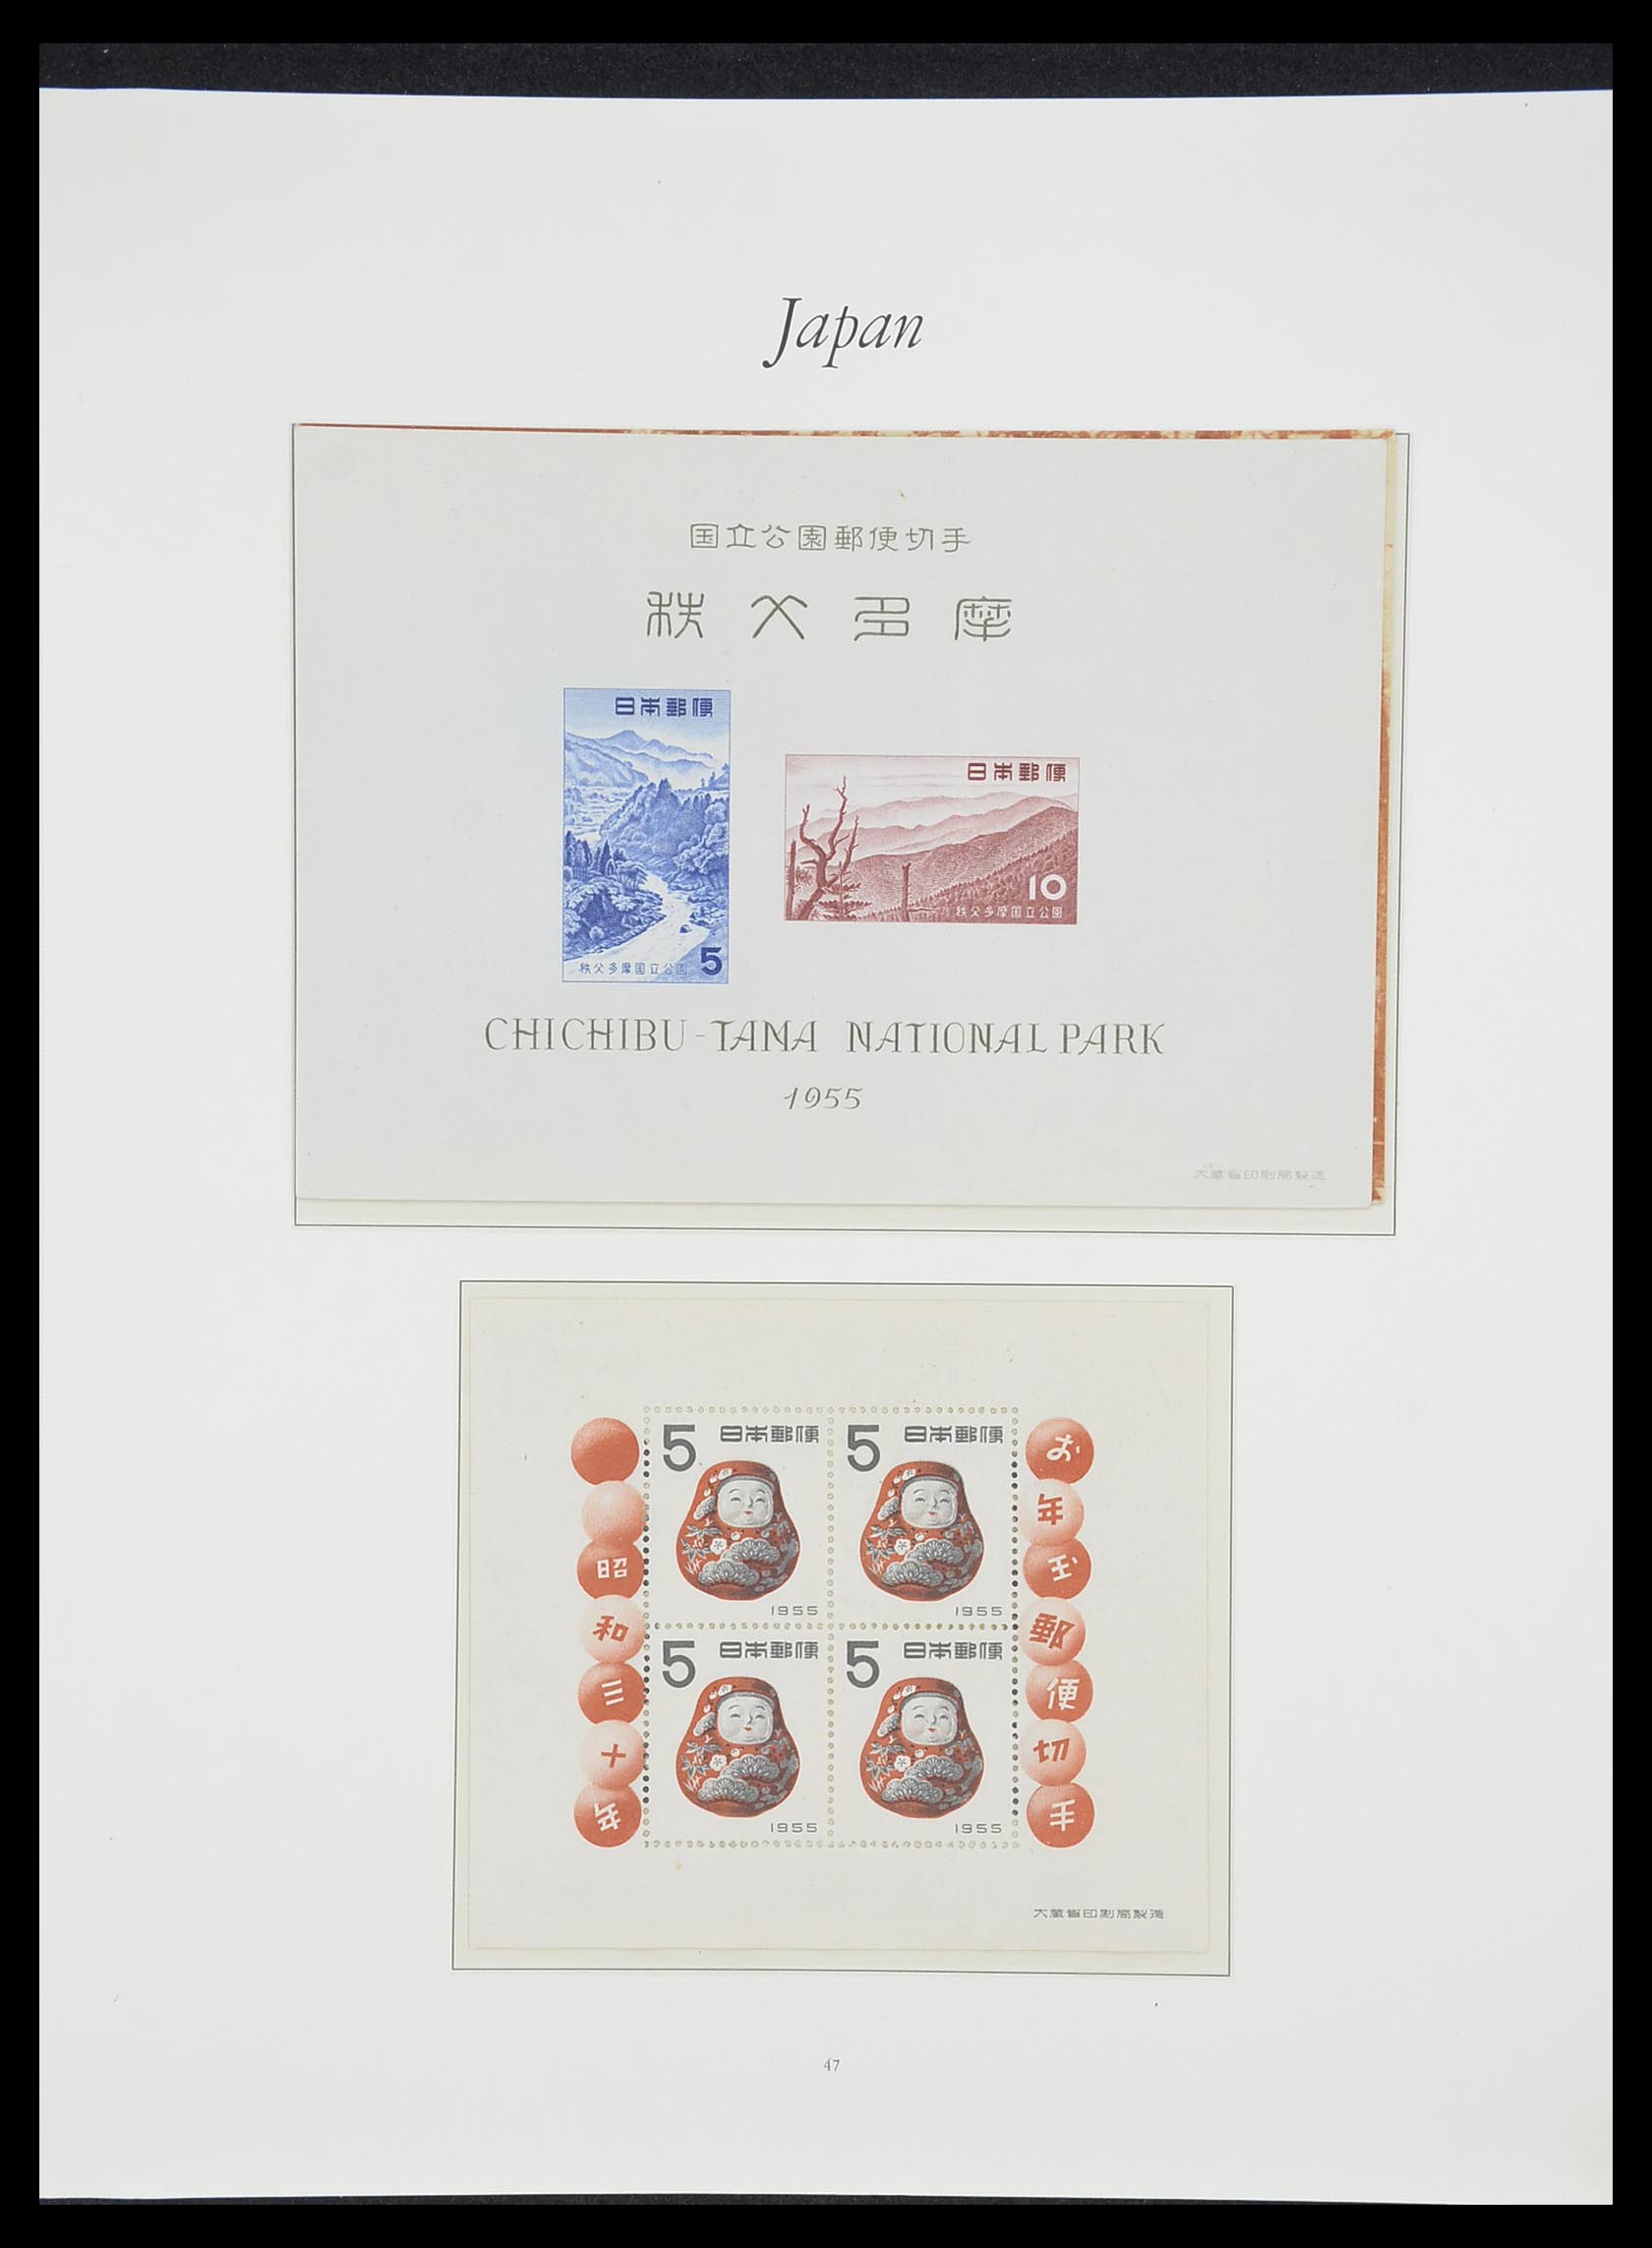 Japan
国立公園郵便切手
秩父多摩
日本郵便
秩父多摩国立公園 5
日本郵便
10
秩父多摩国立公園
CHICHIBU-TAMA NATIONAL PARK
1955
大蔵省印刷局製造
お年玉郵便切手
昭和三十年
5 日本郵便
1955
5 日本郵便
1955
5 日本郵便
1955
5 日本郵便
1955
大蔵省印刷局製造
47